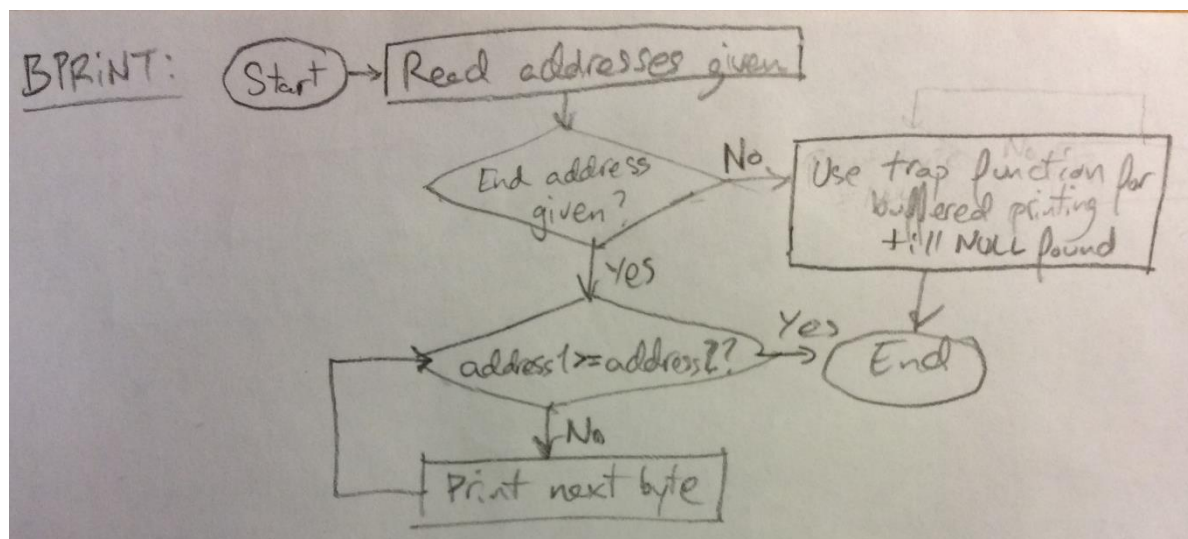 BPRINT:
Start
Read addresses given
End address
given?
No
Use trap function for
buffered printing
till NULL found
Yes
address1>=address2?
Yes
End
No
Print next byte